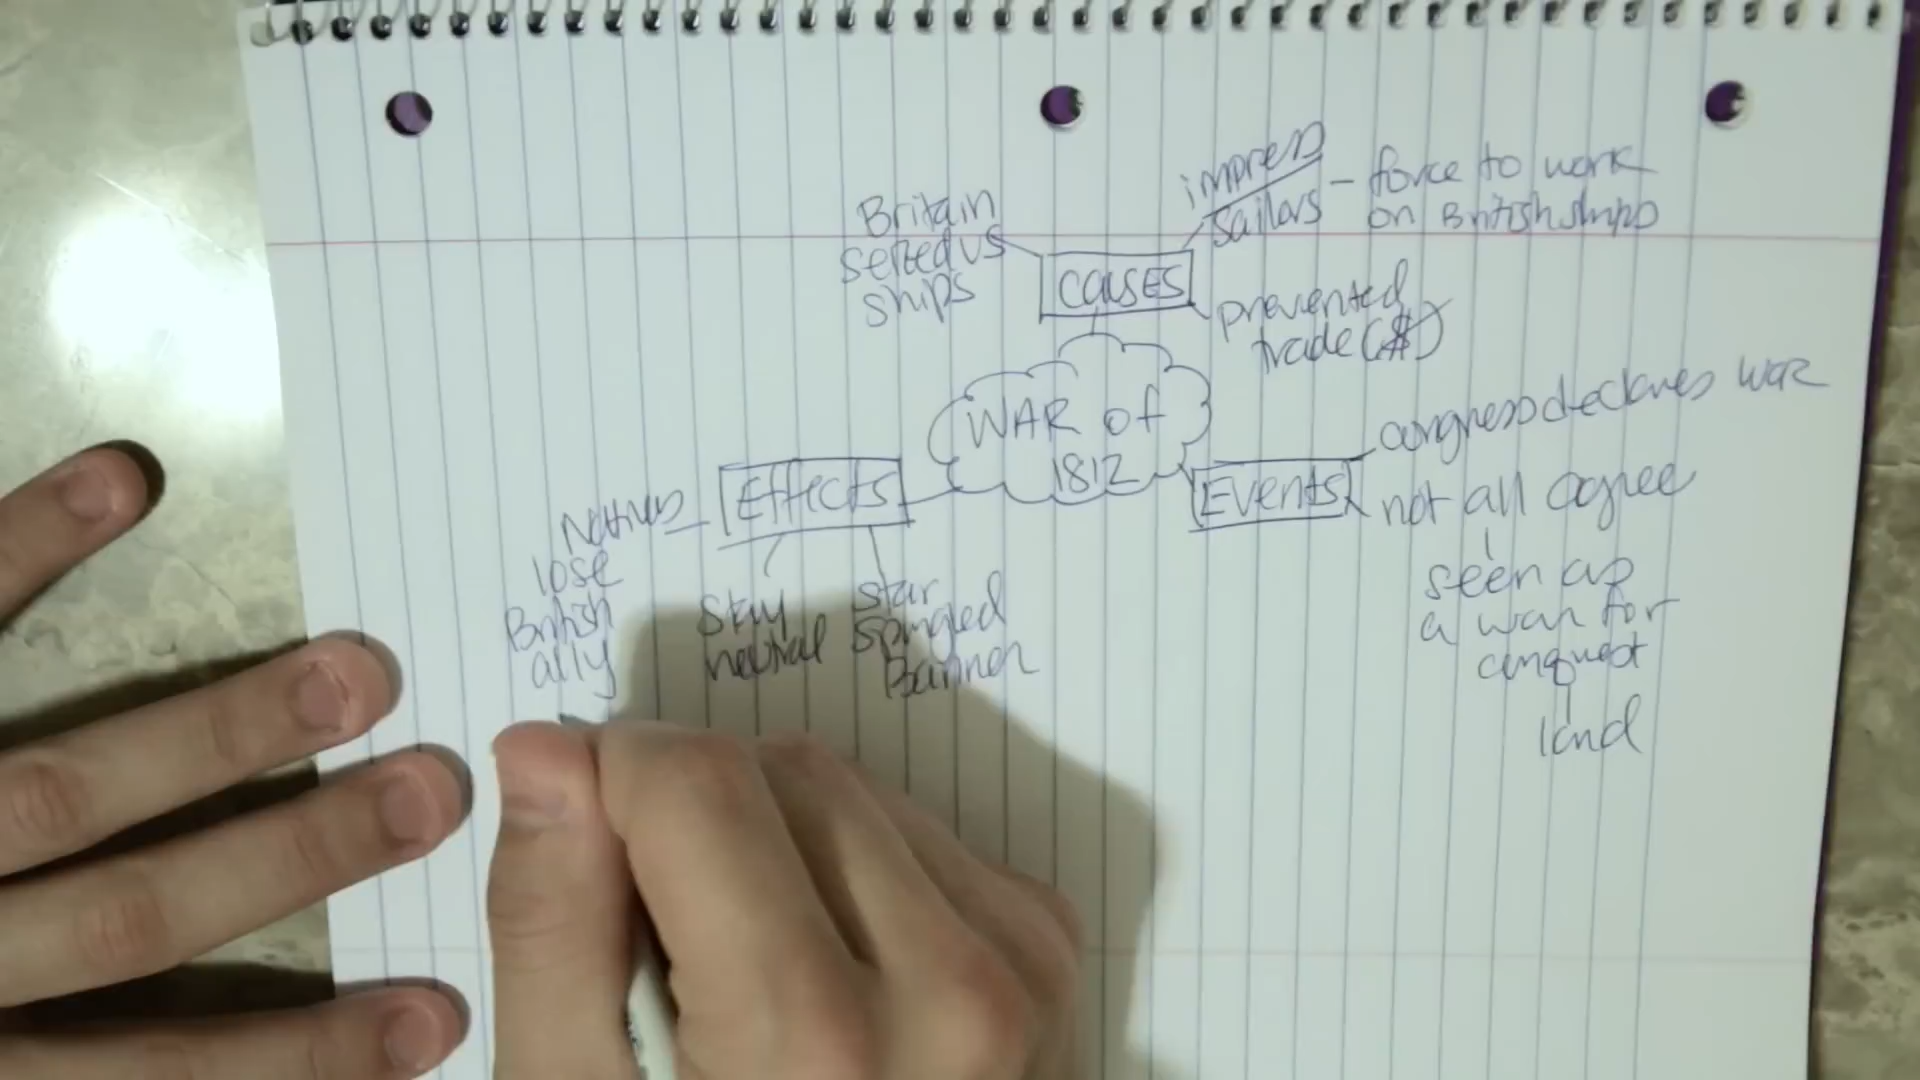 impress
sailors - force to work
on British ships
Britain
seized US
ships
CAUSES
prevented
trade ($)
WAR of
1812
congress declares war
EVENTS
not all agree
seen as
a war for
conquest
land
Effects
Natives
lose
British
ally
stay
neutral
star
spangled
Banner